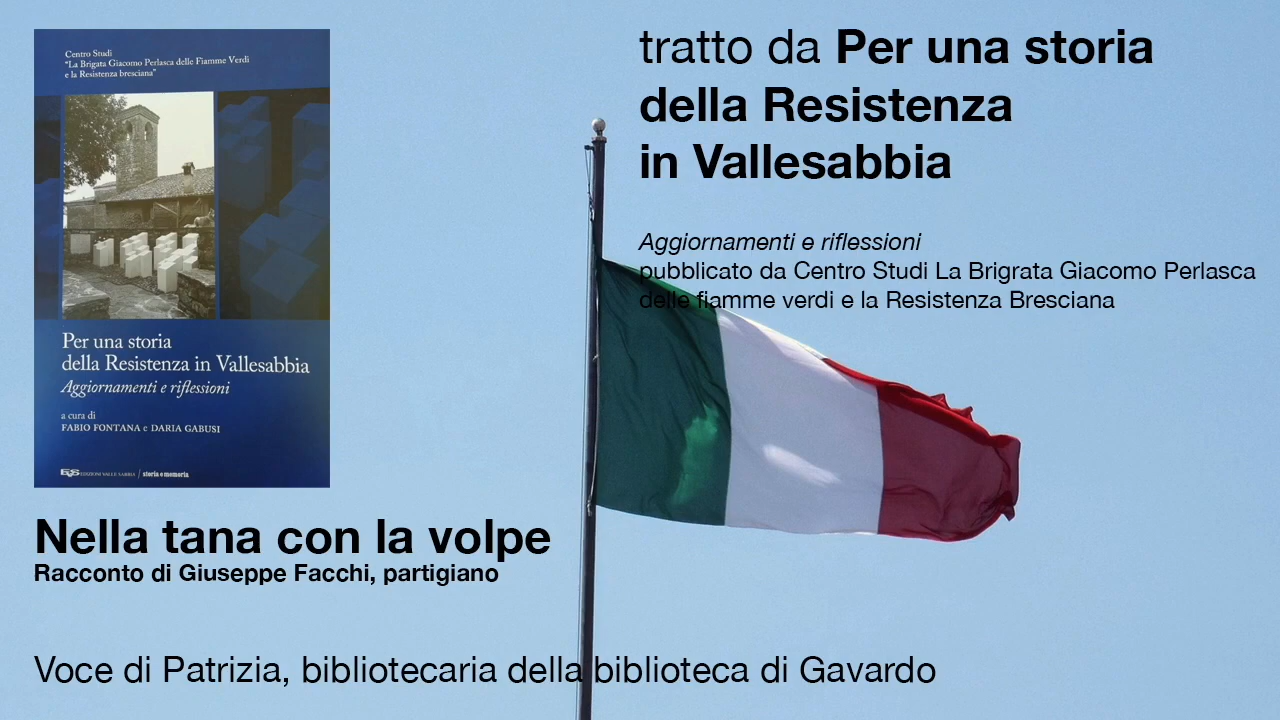 Centro Studi
"La Brigata Giacomo Perlasca delle Fiamme Verdi
e la Resistenza bresciana"
Per una storia
della Resistenza in Vallesabbia
Aggiornamenti e riflessioni
a cura di
FABIO FONTANA e DARIA GABUSI
EDIZIONI VALLE SABBIA / storia e memoria
tratto da Per una storia
della Resistenza
in Vallesabbia
Aggiornamenti e riflessioni
pubblicato da Centro Studi La Brigrata Giacomo Perlasca
delle fiamme verdi e la Resistenza Bresciana
Nella tana con la volpe
Racconto di Giuseppe Facchi, partigiano
Voce di Patrizia, bibliotecaria della biblioteca di Gavardo